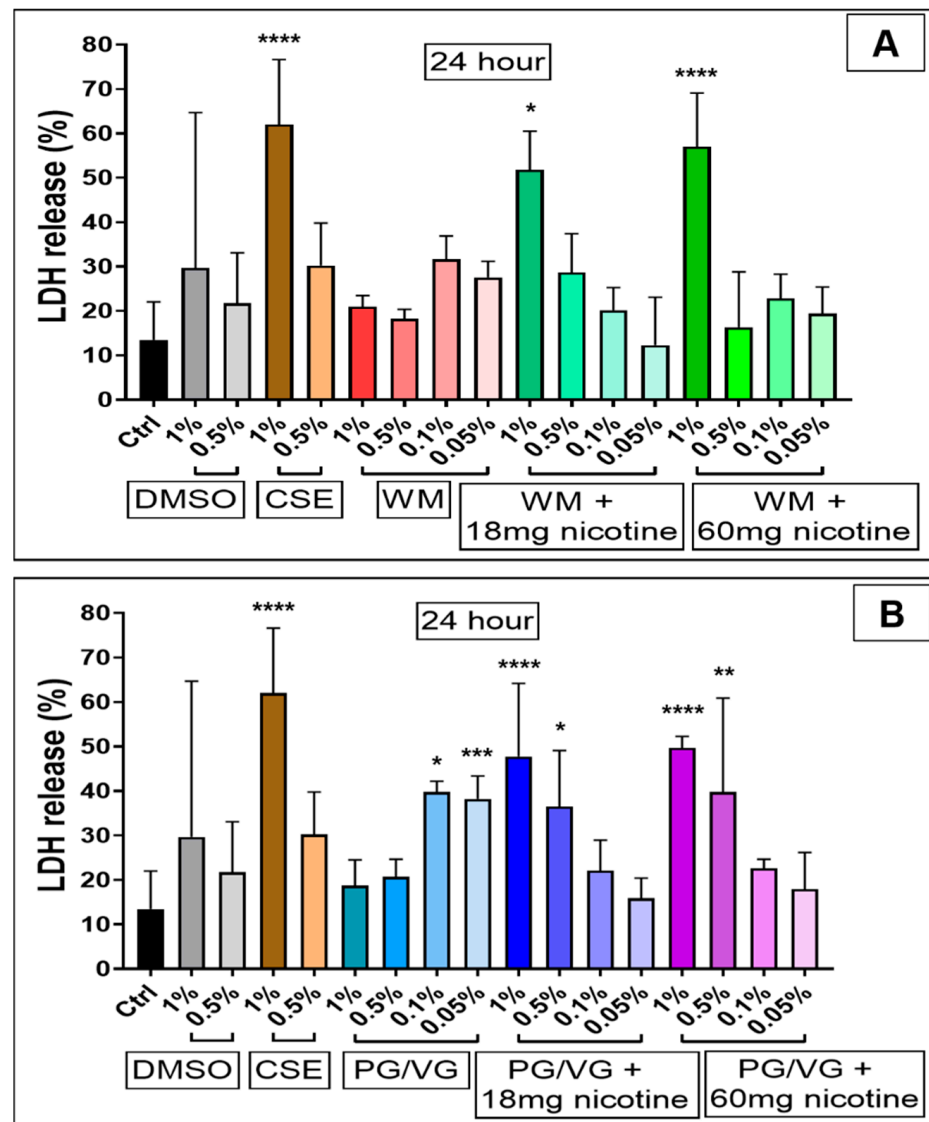 A
24 hour
****
*
****
LDH release (%)
80
70
60
50
40
30
20
10
0
Ctrl 1% 0.5% 1% 0.5% 1% 0.5% 0.1% 0.05% 1% 0.5% 0.1% 0.05% 1% 0.5% 0.1% 0.05%
DMSO CSE WM WM + 18mg nicotine WM + 60mg nicotine
B
24 hour
****
*
***
****
*
****
**
LDH release (%)
80
70
60
50
40
30
20
10
0
Ctrl 1% 0.5% 1% 0.5% 1% 0.5% 0.1% 0.05% 1% 0.5% 0.1% 0.05% 1% 0.5% 0.1% 0.05%
DMSO CSE PG/VG PG/VG + 18mg nicotine PG/VG + 60mg nicotine